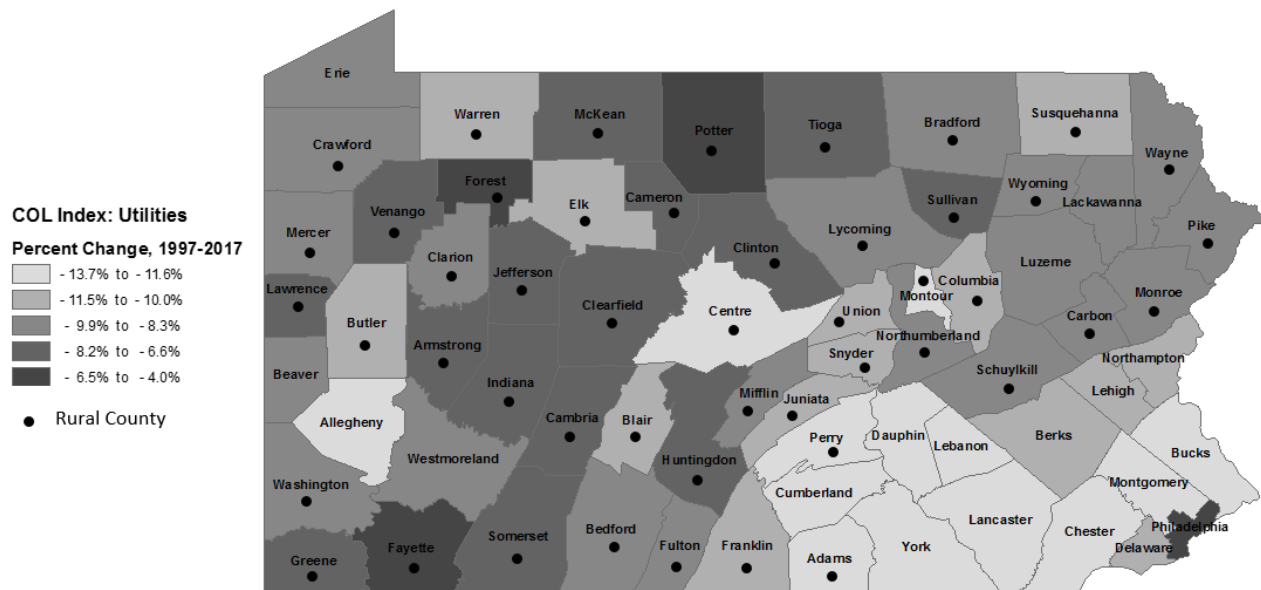 Erie
Warren
McKean
Potter
Tioga
Bradford
Susquehanna
Crawford
Wayne
Forest
Wyoming
Lackawanna
Venango
Elk
Cameron
Sullivan
COL Index: Utilities
Percent Change, 1997-2017
Mercer
Clarion
Clinton
Lycoming
Pike
- 13.7% to - 11.6%
Jefferson
Luzerne
Lawrence
Columbia
Monroe
- 11.5% to - 10.0%
Butler
Clearfield
Centre
Union
Montour
Carbon
- 9.9% to - 8.3%
Armstrong
Snyder
Northumberland
Northampton
- 8.2% to - 6.6%
Beaver
Indiana
Schuylkill
Lehigh
- 6.5% to - 4.0%
Mifflin
Juniata
Rural County
Allegheny
Cambria
Blair
Perry
Dauphin
Lebanon
Berks
Bucks
Westmoreland
Huntingdon
Washington
Cumberland
Montgomery
Lancaster
Philadelphia
Greene
Fayette
Somerset
Bedford
Fulton
Franklin
Adams
York
Chester
Delaware